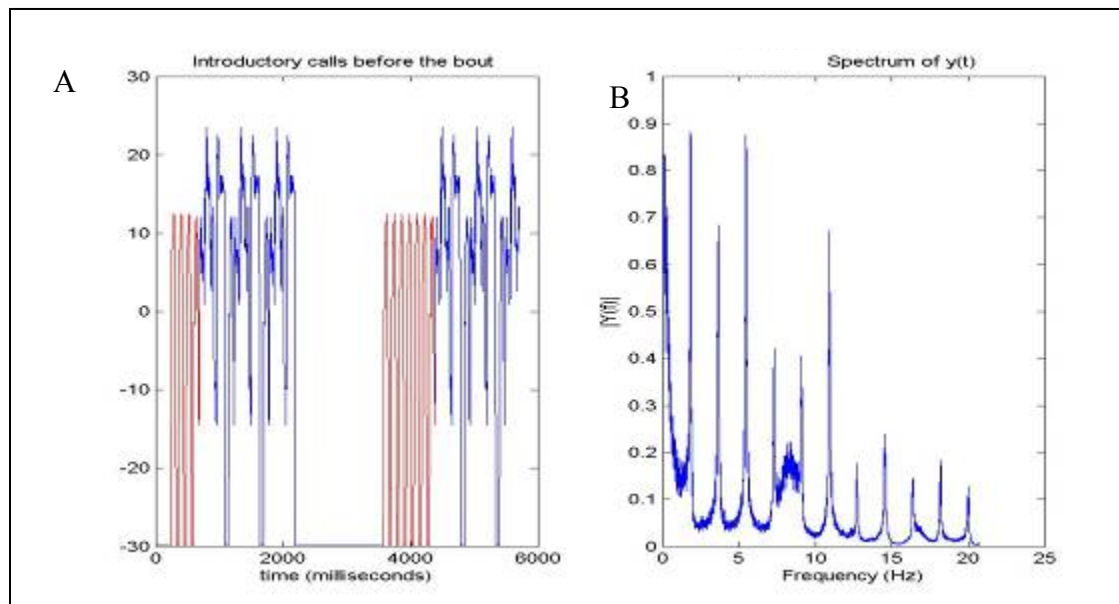 A
Introductory calls before the bout
30
20
10
0
-10
-20
-30
0 2000 4000 6000
time (milliseconds)
B
Spectrum of y(t)
|Y(f)|
1
0.9
0.8
0.7
0.6
0.5
0.4
0.3
0.2
0.1
0
0 5 10 15 20 25
Frequency (Hz)